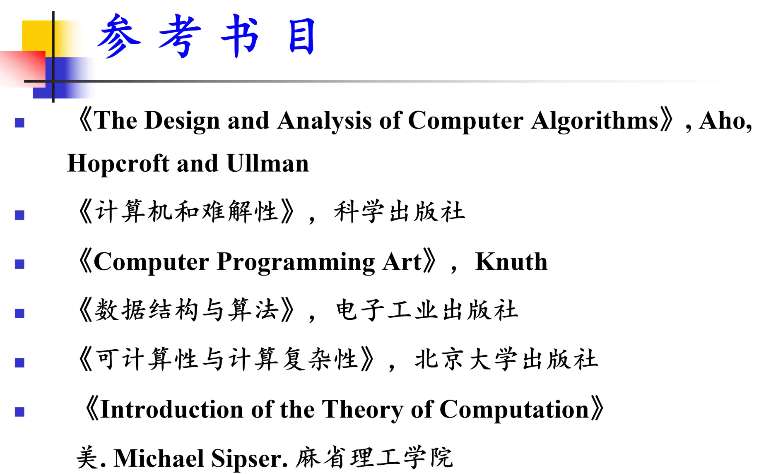 参考书目
《The Design and Analysis of Computer Algorithms》, Aho,
Hopcroft and Ullman
《计算机和难解性》，科学出版社
《Computer Programming Art》，Knuth
《数据结构与算法》，电子工业出版社
《可计算性与计算复杂性》，北京大学出版社
《Introduction of the Theory of Computation》
美. Michael Sipser. 麻省理工学院